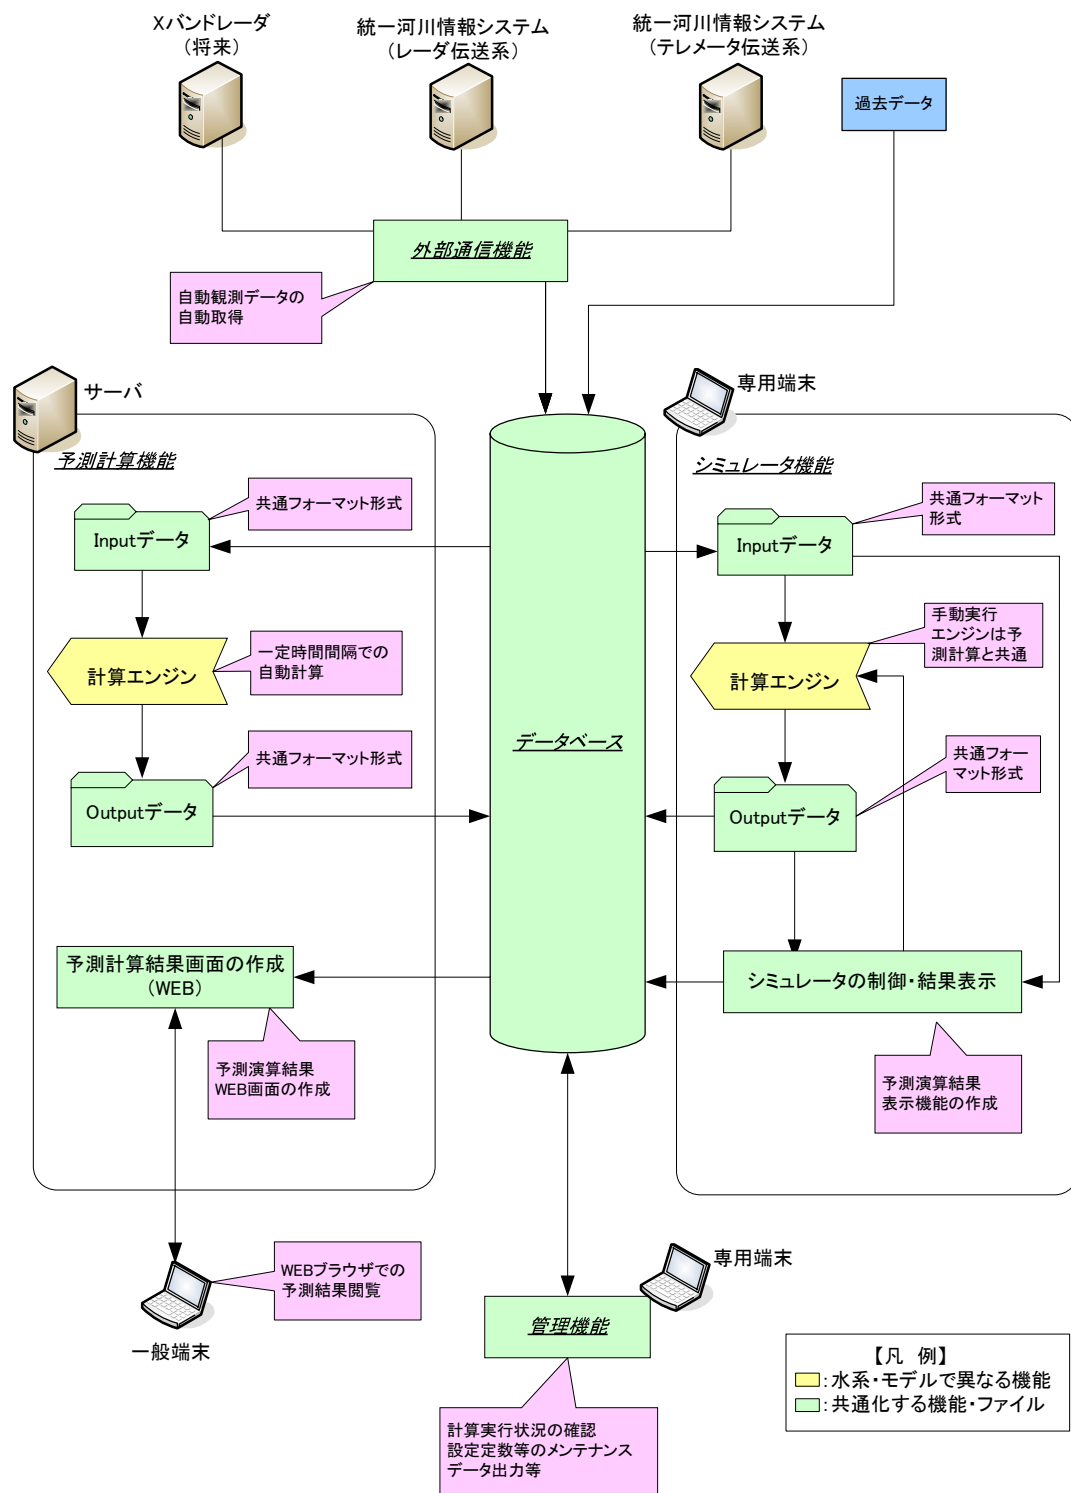 Xバンドレーダ
（将来）
統一河川情報システム
（レーダ伝送系）
統一河川情報システム
（テレメータ伝送系）
過去データ
外部通信機能
自動観測データの
自動取得
サーバ
専用端末
予測計算機能
シミュレータ機能
共通フォーマット形式
Inputデータ
共通フォーマット
形式
Inputデータ
計算エンジン
一定時間間隔での
自動計算
手動実行
エンジンは予
測計算と共通
計算エンジン
データベース
共通フォーマット形式
Outputデータ
共通フォー
マット形式
Outputデータ
予測計算結果画面の作成
（WEB）
シミュレータの制御・結果表示
予測演算結果
WEB画面の作成
予測演算結果
表示機能の作成
WEBブラウザでの
予測結果閲覧
一般端末
専用端末
管理機能
計算実行状況の確認
設定定数等のメンテナンス
データ出力等
【凡　例】
：水系・モデルで異なる機能
：共通化する機能・ファイル